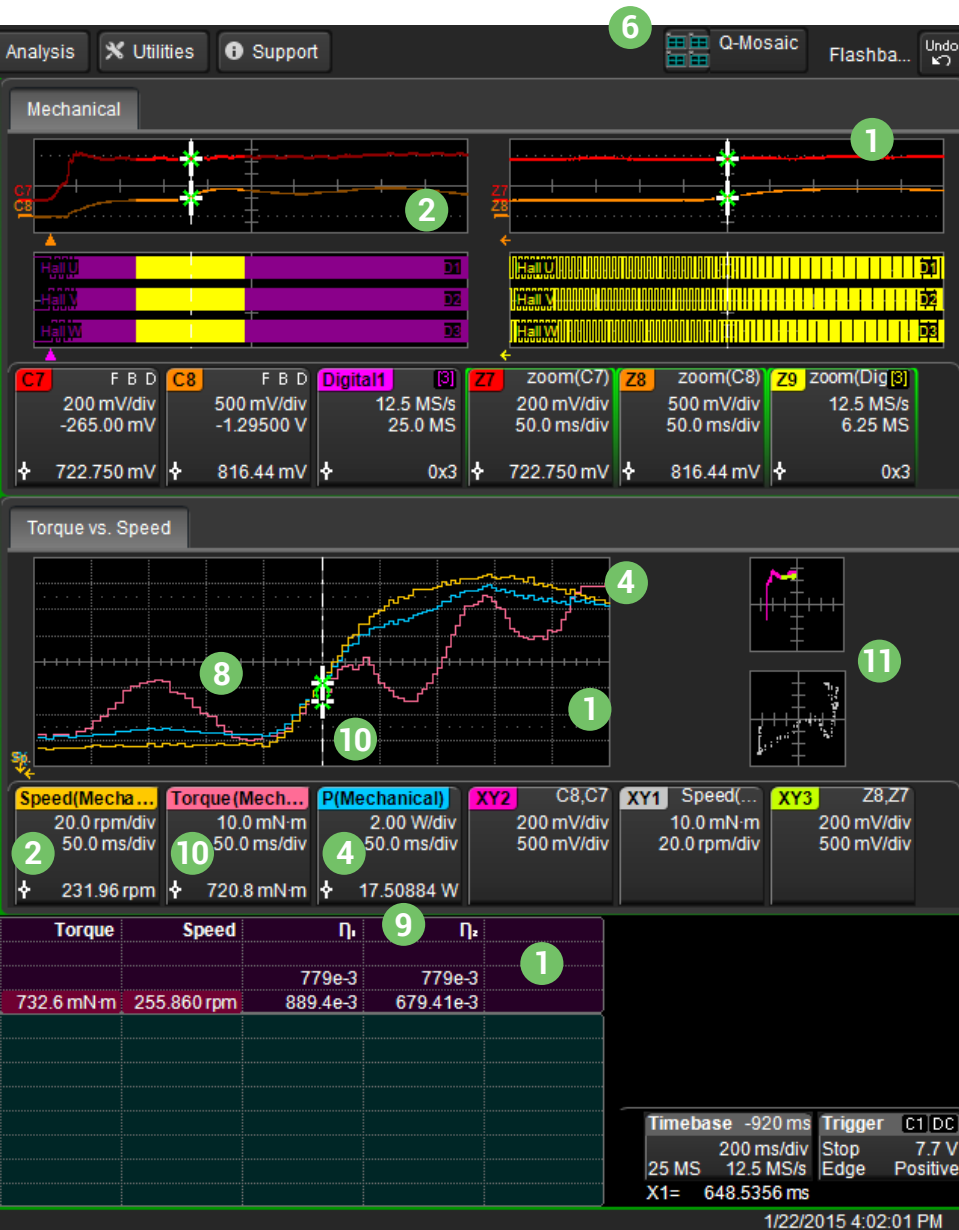 6
Analysis Utilities Support Q-Mosaic Flashba... Undo
Mechanical
1
C7
C8
2
Z7
Z8
Hall U D1
Hall V D2
Hall W D3
Hall U D1
Hall V D2
Hall W D3
C7 F B D
200 mV/div
-265.00 mV
722.750 mV
C8 F B D
500 mV/div
-1.29500 V
816.44 mV
Digital1 [3]
12.5 MS/s
25.0 MS
0x3
Z7 zoom(C7)
200 mV/div
50.0 ms/div
722.750 mV
Z8 zoom(C8)
500 mV/div
50.0 ms/div
816.44 mV
Z9 zoom(Dig [3]
12.5 MS/s
6.25 MS
0x3
Torque vs. Speed
4
8
11
1
10
Sp.
Speed(Mecha...
20.0 rpm/div
50.0 ms/div
2
231.96 rpm
Torque(Mech...
10.0 mN·m
50.0 ms/div
10
720.8 mN·m
P(Mechanical)
2.00 W/div
50.0 ms/div
4
17.50884 W
XY2 C8,C7
200 mV/div
500 mV/div
XY1 Speed(...
10.0 mN·m
20.0 rpm/div
XY3 Z8,Z7
200 mV/div
500 mV/div
Torque Speed η₁ 9 η₂
1
779e-3 779e-3
732.6 mN·m 255.860 rpm 889.4e-3 679.41e-3
Timebase -920 ms
200 ms/div
25 MS 12.5 MS/s
X1= 648.5356 ms
Trigger C1 DC
Stop 7.7 V
Edge Positive
1/22/2015 4:02:01 PM